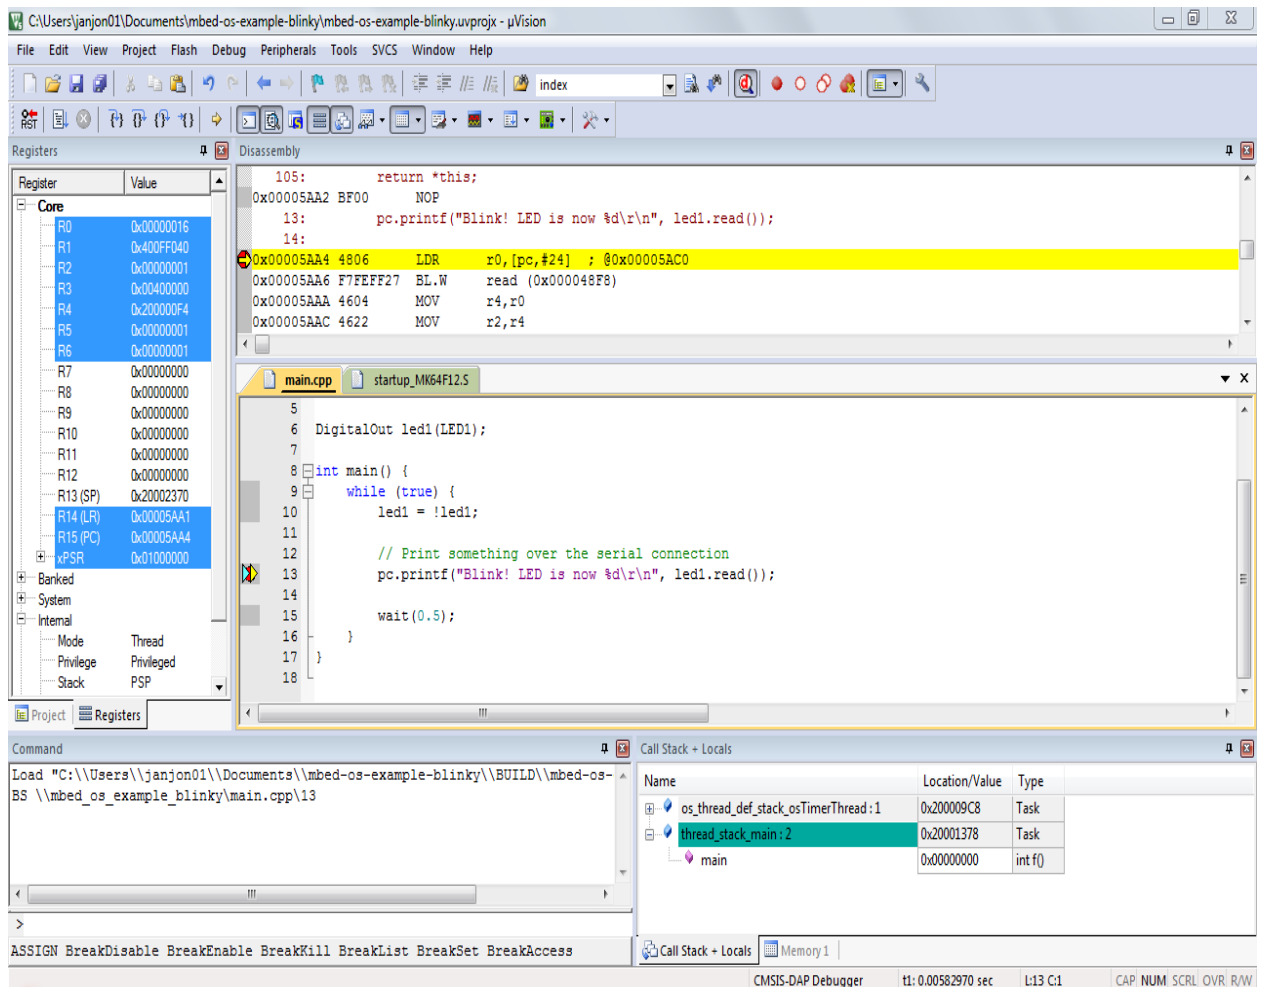 C:\Users\janjon01\Documents\mbed-os-example-blinky\mbed-os-example-blinky.uvprojx - µVision
File Edit View Project Flash Debug Peripherals Tools SVCS Window Help
index
RST
Registers
Register Value
Core
R0 0x00000016
R1 0x400FF040
R2 0x00000001
R3 0x00400000
R4 0x200000F4
R5 0x00000001
R6 0x00000001
R7 0x00000000
R8 0x00000000
R9 0x00000000
R10 0x00000000
R11 0x00000000
R12 0x00000000
R13 (SP) 0x20002370
R14 (LR) 0x00005AA1
R15 (PC) 0x00005AA4
xPSR 0x01000000
Banked
System
Internal
Mode Thread
Privilege Privileged
Stack PSP
Project Registers
Disassembly
105: return *this;
0x00005AA2 BF00 NOP
13: pc.printf("Blink! LED is now %d\r\n", led1.read());
14:
0x00005AA4 4806 LDR r0,[pc,#24] ; @0x00005AC0
0x00005AA6 F7FEFF27 BL.W read (0x000048F8)
0x00005AAA 4604 MOV r4,r0
0x00005AAC 4622 MOV r2,r4
main.cpp startup_MK64F12.S
5
6 DigitalOut led1(LED1);
7
8 int main() {
9 while (true) {
10 led1 = !led1;
11
12 // Print something over the serial connection
13 pc.printf("Blink! LED is now %d\r\n", led1.read());
14
15 wait(0.5);
16 }
17 }
18
Command
Load "C:\\Users\\janjon01\\Documents\\mbed-os-example-blinky\\BUILD\\mbed-os-
BS \\mbed_os_example_blinky\main.cpp\13
>
ASSIGN BreakDisable BreakEnable BreakKill BreakList BreakSet BreakAccess
Call Stack + Locals
Name Location/Value Type
os_thread_def_stack_osTimerThread : 1 0x200009C8 Task
thread_stack_main : 2 0x20001378 Task
main 0x00000000 int f()
Call Stack + Locals Memory 1
CMSIS-DAP Debugger t1: 0.00582970 sec L:13 C:1 CAP NUM SCRL OVR R/W